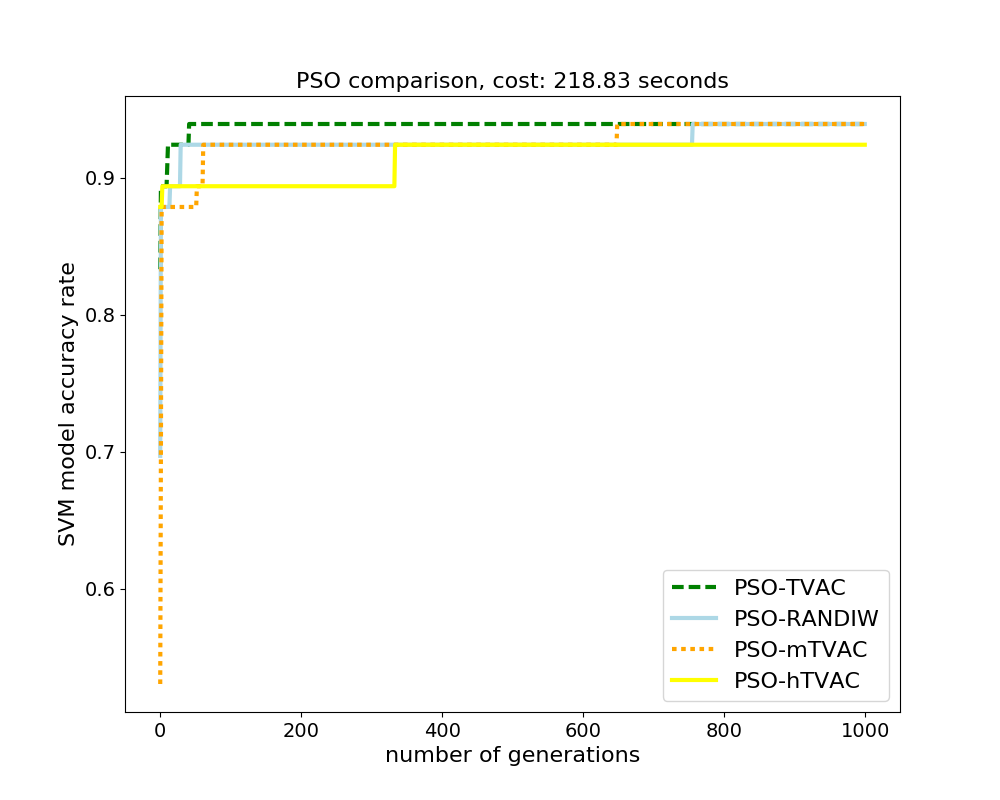 PSO comparison, cost: 218.83 seconds
SVM model accuracy rate
0.9
0.8
0.7
0.6
0
200
400
600
800
1000
number of generations
PSO-TVAC
PSO-RANDIW
PSO-mTVAC
PSO-hTVAC